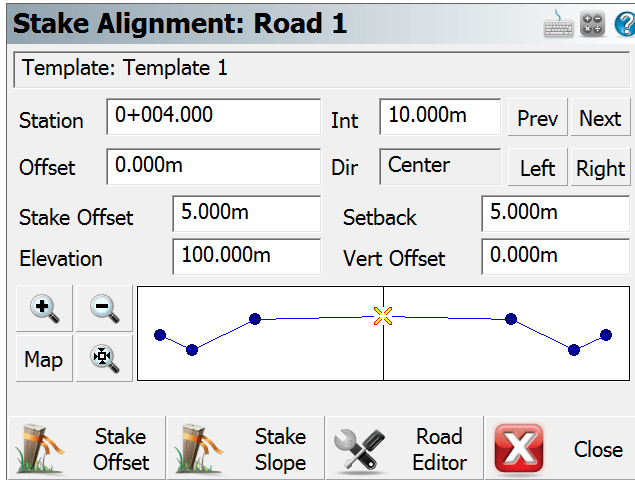 Stake Alignment: Road 1
Template: Template 1
Station 0+004.000 Int 10.000m Prev Next
Offset 0.000m Dir Center Left Right
Stake Offset 5.000m Setback 5.000m
Elevation 100.000m Vert Offset 0.000m
Map
Stake Offset
Stake Slope
Road Editor
Close